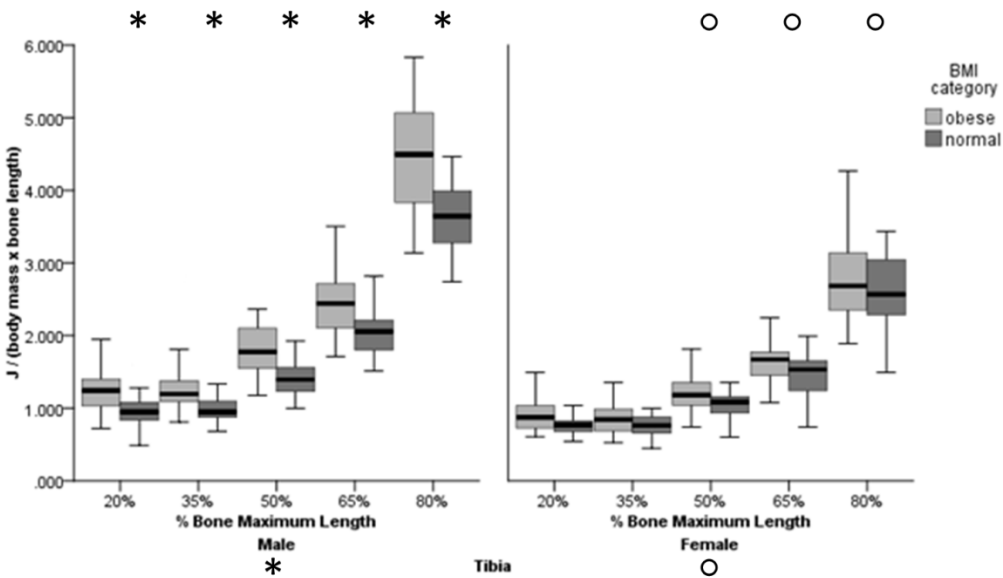 * * * * *
○ ○ ○
6.000
5.000
4.000
3.000
2.000
1.000
.000
J / (body mass x bone length)
BMI
category
obese
normal
20% 35% 50% 65% 80%
20% 35% 50% 65% 80%
% Bone Maximum Length
% Bone Maximum Length
Male
Female
*
Tibia
○